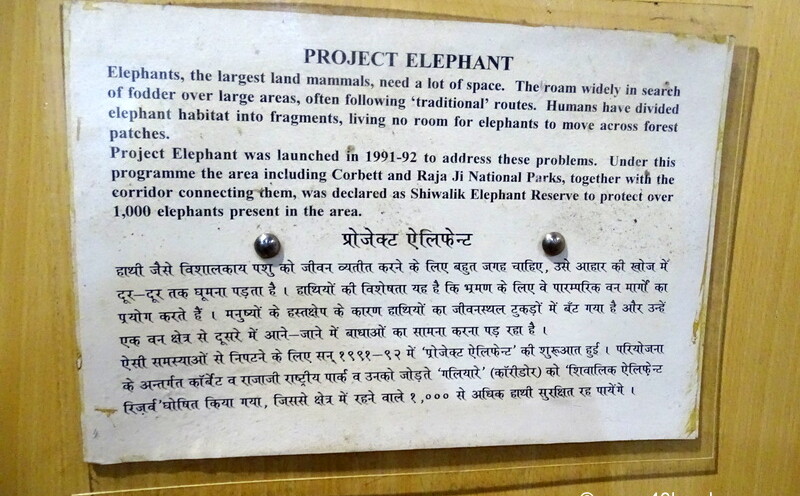 PROJECT ELEPHANT
Elephants, the largest land mammals, need a lot of space. The roam widely in search
of fodder over large areas, often following 'traditional' routes. Humans have divided
elephant habitat into fragments, living no room for elephants to move across forest
patches.
Project Elephant was launched in 1991-92 to address these problems. Under this
programme the area including Corbett and Raja Ji National Parks, together with the
corridor connecting them, was declared as Shiwalik Elephant Reserve to protect over
1,000 elephants present in the area.
प्रोजेक्ट ऐलिफेन्ट
हाथी जैसे विशालकाय पशु को जीवन व्यतीत करने के लिए बहुत जगह चाहिए, उसे आहार की खोज में
दूर–दूर तक घूमना पड़ता है । हाथियों की विशेषता यह है कि भ्रमण के लिए वे पारम्परिक वन मार्गों का
प्रयोग करते हैं । मनुष्यों के हस्तक्षेप के कारण हाथियों का जीवनस्थल टुकड़ों में बँट गया है और उन्हें
एक वन क्षेत्र से दूसरे में आने–जाने में बाधाओं का सामना करना पड़ रहा है ।
ऐसी समस्याओं से निपटने के लिए सन् १९९१–९२ में 'प्रोजेक्ट ऐलिफेन्ट' की शुरूआत हुई । परियोजना
के अन्तर्गत कॉर्बेट व राजाजी राष्ट्रीय पार्क व उनको जोड़ते 'गलियारे' (कॉरीडोर) को 'शिवालिक ऐलिफ़ेन्ट
रिज़र्व' घोषित किया गया, जिससे क्षेत्र में रहने वाले १,००० से अधिक हाथी सुरक्षित रह पायेंगे ।